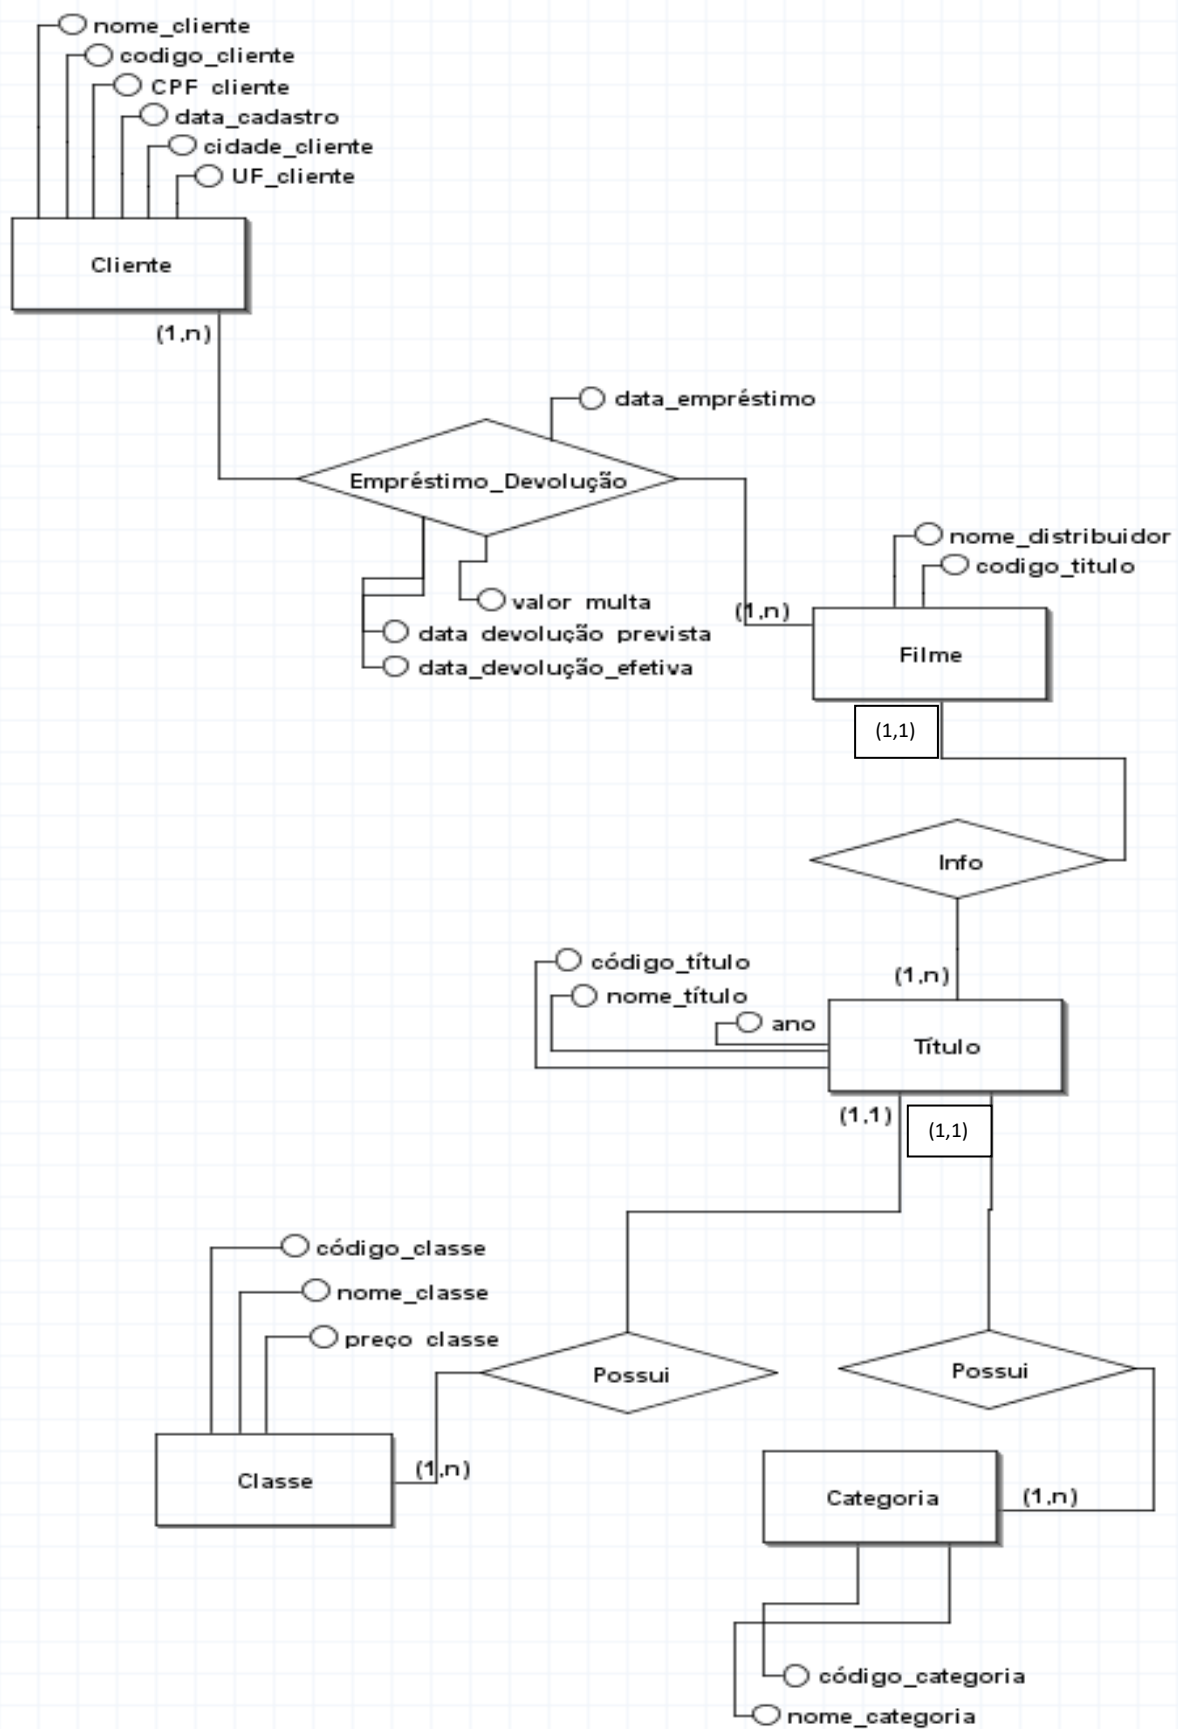 nome_cliente
codigo_cliente
CPF cliente
data_cadastro
cidade_cliente
UF_cliente
Cliente
(1,n)
data_empréstimo
Empréstimo_Devolução
nome_distribuidor
codigo_titulo
valor multa
(1,n)
data devolução prevista
Filme
data_devolução_efetiva
(1,1)
Info
código_título
(1,n)
nome_título
ano
Título
(1,1)
(1,1)
código_classe
nome_classe
preço classe
Possui
Possui
(1,n)
Classe
Categoria
(1,n)
código_categoria
nome_categoria